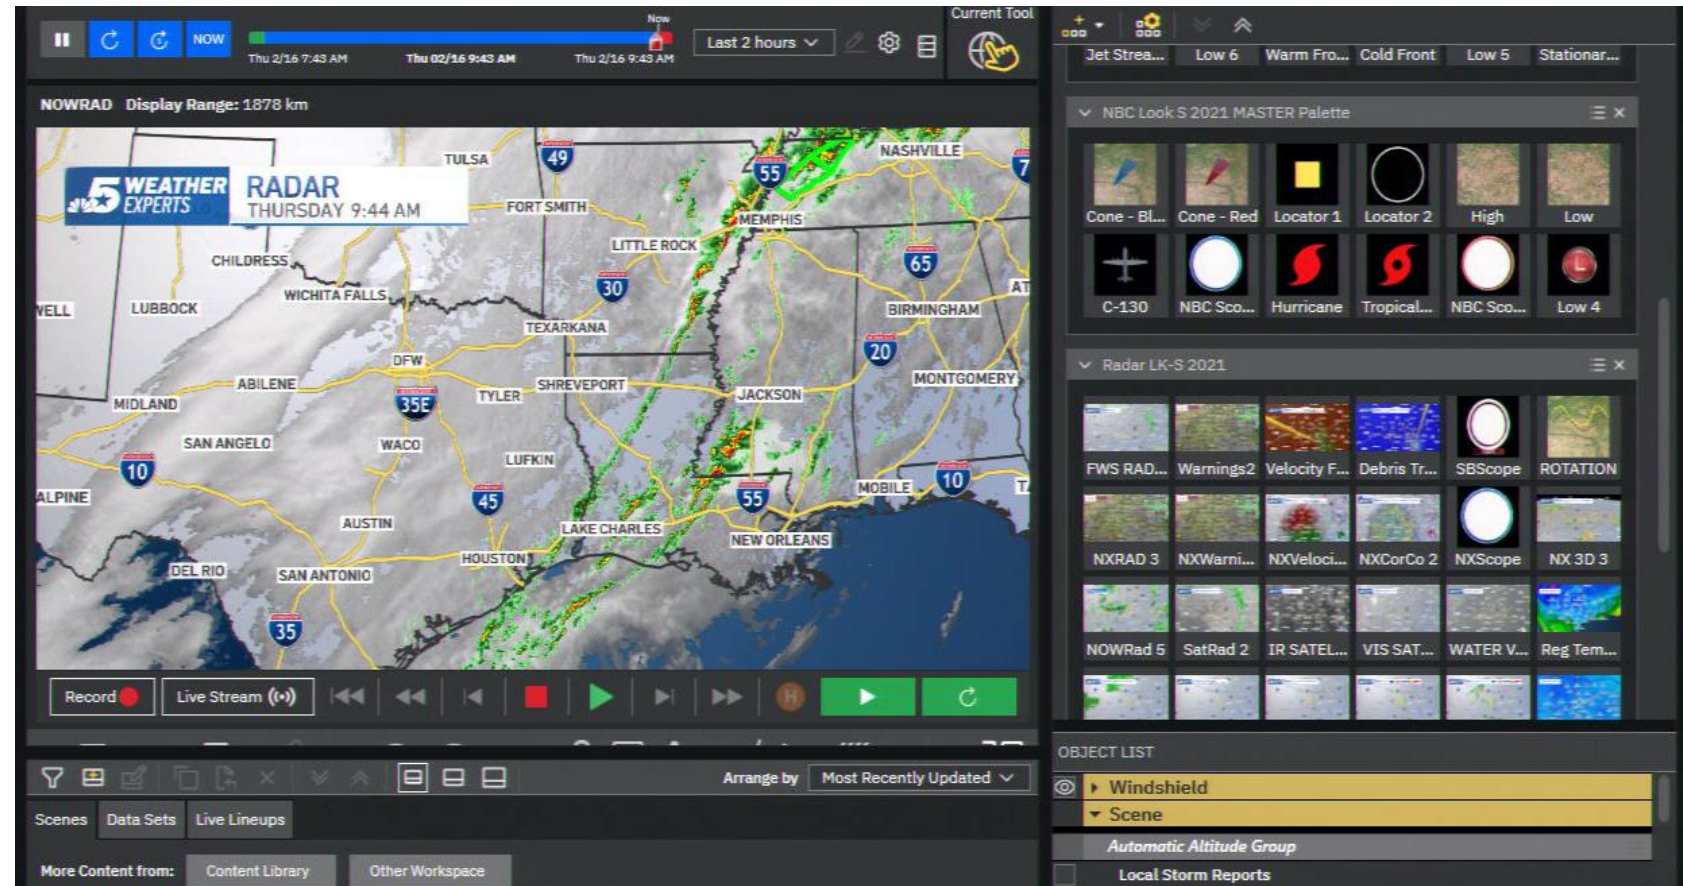 Now
Current Tool
NOW
Last 2 hours
Thu 2/16 7:43 AM
Thu 02/16 9:43 AM
Thu 2/16 9:43 AM
NOWRAD Display Range: 1878 km
5 WEATHER EXPERTS
RADAR
THURSDAY 9:44 AM
TULSA
49
55
NASHVILLE
FORT SMITH
MEMPHIS
LITTLE ROCK
CHILDRESS
65
30
WICHITA FALLS
LUBBOCK
BIRMINGHAM
TEXARKANA
20
DFW
ABILENE
SHREVEPORT
MONTGOMERY
TYLER
JACKSON
MIDLAND
35E
SAN ANGELO
WACO
LUFKIN
10
45
55
MOBILE
10
ALPINE
AUSTIN
LAKE CHARLES
NEW ORLEANS
HOUSTON
DEL RIO
SAN ANTONIO
35
Record
Live Stream
H
Arrange by
Most Recently Updated
Scenes
Data Sets
Live Lineups
More Content from:
Content Library
Other Workspace
Jet Strea...
Low 6
Warm Fro...
Cold Front
Low 5
Stationar...
NBC Look S 2021 MASTER Palette
Cone - Bl...
Cone - Red
Locator 1
Locator 2
High
Low
C-130
NBC Sco...
Hurricane
Tropical...
NBC Sco...
L
Low 4
Radar LK-S 2021
FWS RAD...
Warnings2
Velocity F...
Debris Tr...
SBScope
ROTATION
NXRAD 3
NXWarni...
NXVeloci...
NXCorCo 2
NXScope
NX 3D 3
NOWRad 5
SatRad 2
IR SATEL...
VIS SAT...
WATER V...
Reg Tem...
OBJECT LIST
Windshield
Scene
Automatic Altitude Group
Local Storm Reports